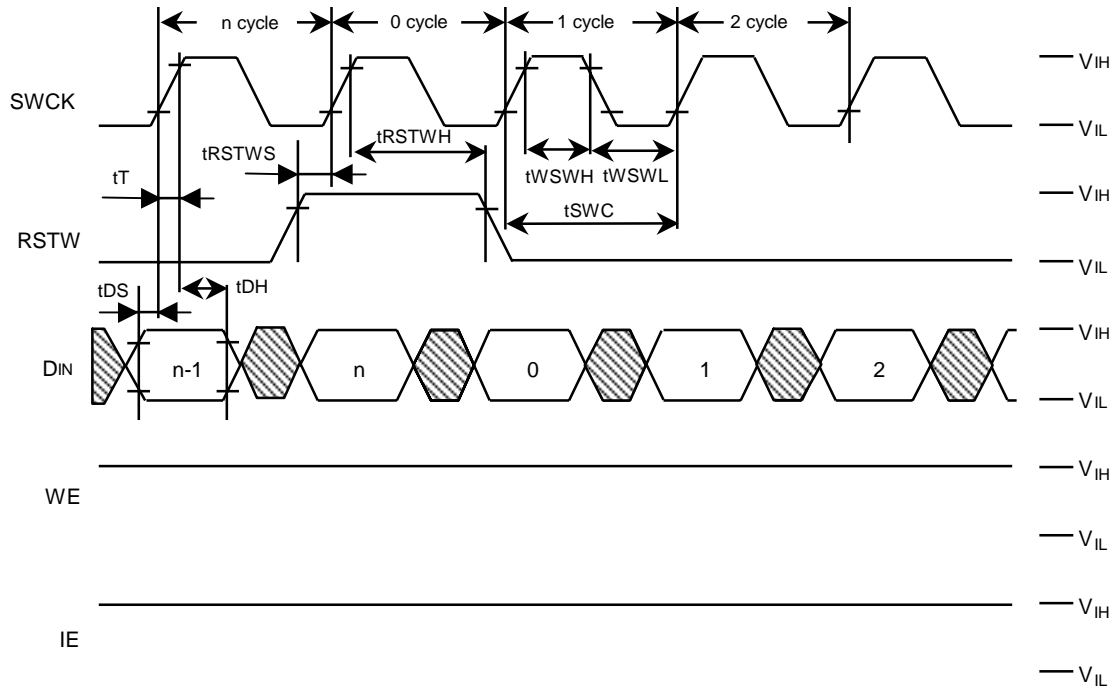 n cycle 0 cycle 1 cycle 2 cycle
SWCK
VIH
VIL
tRSTWH
tRSTWS
tWSWH tWSWL
tT
tSWC
RSTW
VIH
VIL
tDS
tDH
DIN
n-1 n 0 1 2
VIH
VIL
WE
VIH
VIL
IE
VIH
VIL